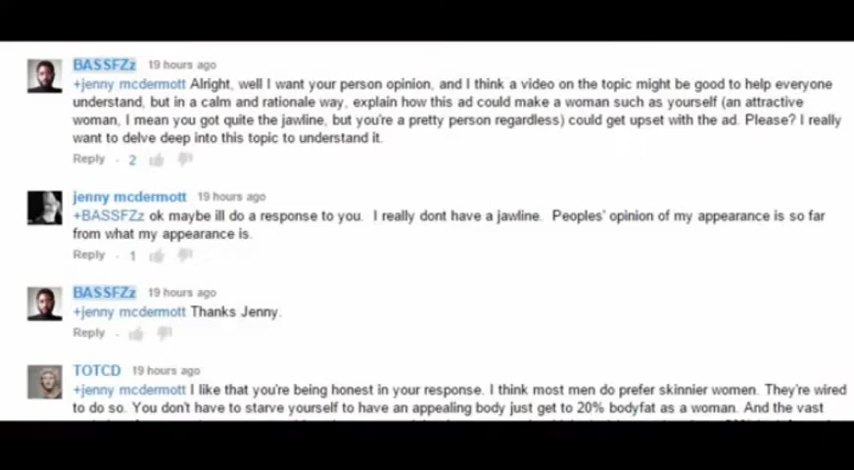 BASSFZz 19 hours ago
+jenny mcdermott Alright, well I want your person opinion, and I think a video on the topic might be good to help everyone
understand, but in a calm and rationale way, explain how this ad could make a woman such as yourself (an attractive
woman, I mean you got quite the jawline, but you're a pretty person regardless) could get upset with the ad. Please? I really
want to delve deep into this topic to understand it.
Reply · 2
jenny mcdermott 19 hours ago
+BASSFZz ok maybe ill do a response to you. I really dont have a jawline. Peoples' opinion of my appearance is so far
from what my appearance is.
Reply · 1
BASSFZz 19 hours ago
+jenny mcdermott Thanks Jenny.
Reply ·
TOTCD 19 hours ago
+jenny mcdermott I like that you're being honest in your response. I think most men do prefer skinnier women. They're wired
to do so. You don't have to starve yourself to have an appealing body just get to 20% bodyfat as a woman. And the vast